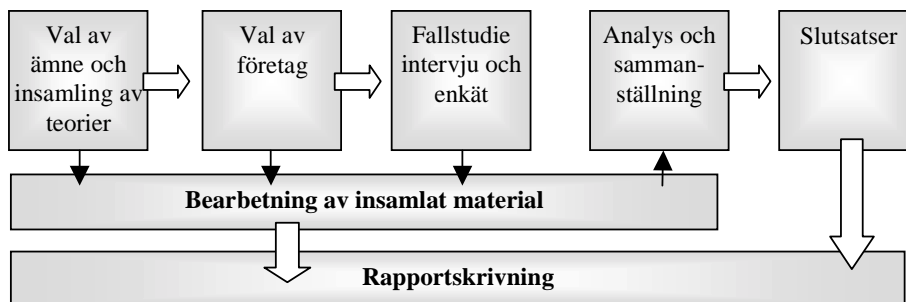 Val av
ämne och
insamling av
teorier
Val av
företag
Fallstudie
intervju och
enkät
Analys och
samman-
ställning
Slutsatser
Bearbetning av insamlat material
Rapportskrivning